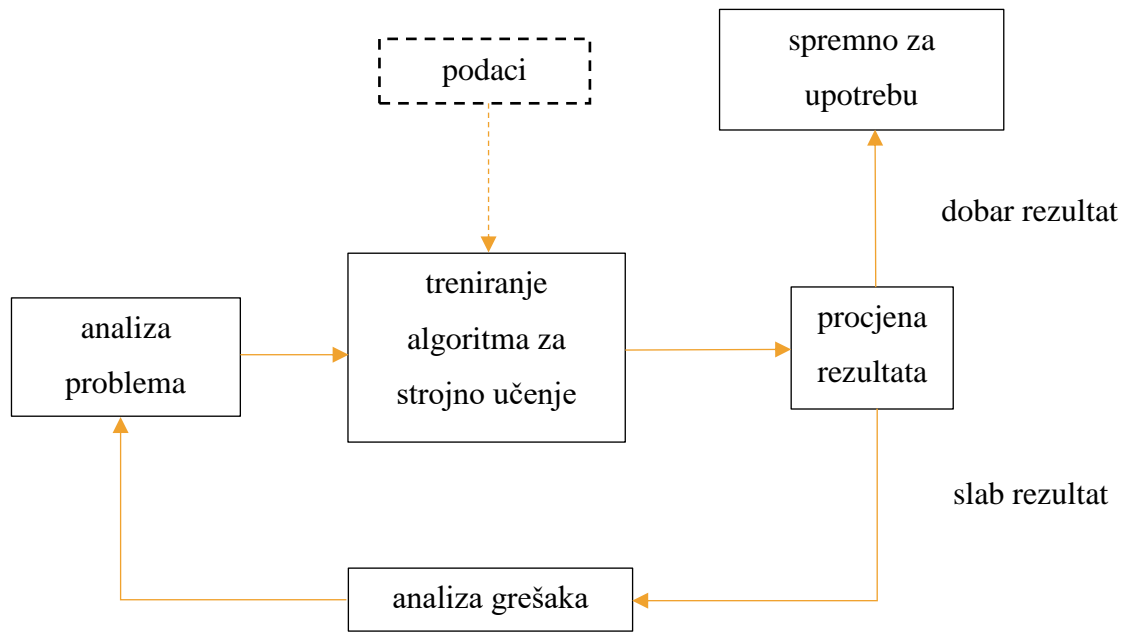 podaci
spremno za
upotrebu
dobar rezultat
analiza
problema
treniranje
algoritma za
strojno učenje
procjena
rezultata
slab rezultat
analiza grešaka